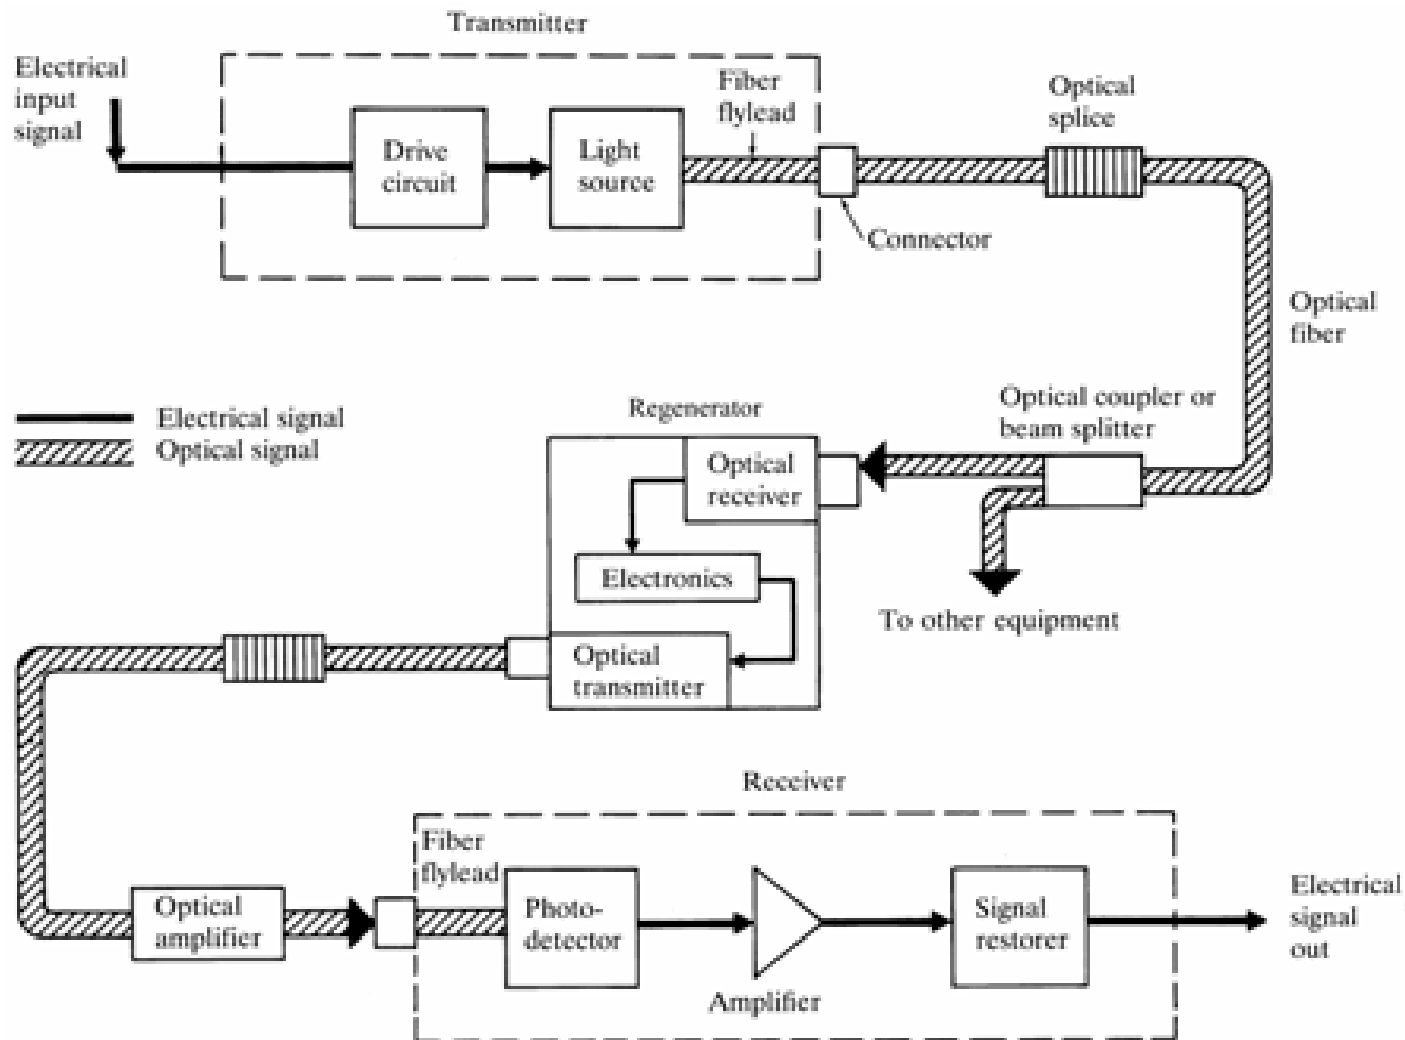 Transmitter
Electrical
input
signal
Drive
circuit
Light
source
Fiber
flylead
Connector
Optical
splice
Optical
fiber
Electrical signal
Optical signal
Regenerator
Optical
receiver
Electronics
Optical
transmitter
Optical coupler or
beam splitter
To other equipment
Receiver
Optical
amplifier
Fiber
flylead
Photo-
detector
Amplifier
Signal
restorer
Electrical
signal
out